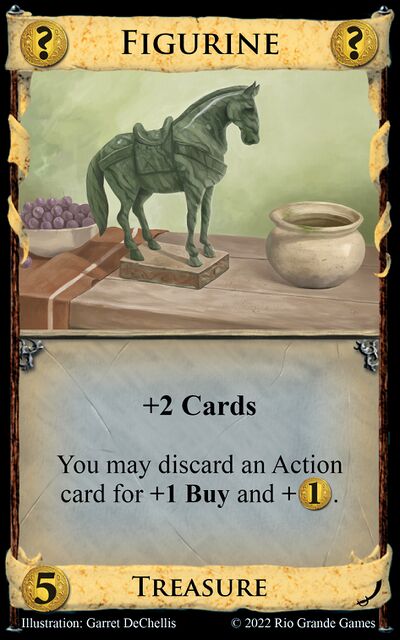 ? FIGURINE ?
+2 Cards
You may discard an Action
card for +1 Buy and +1.
5 TREASURE
Illustration: Garret DeChellis © 2022 Rio Grande Games